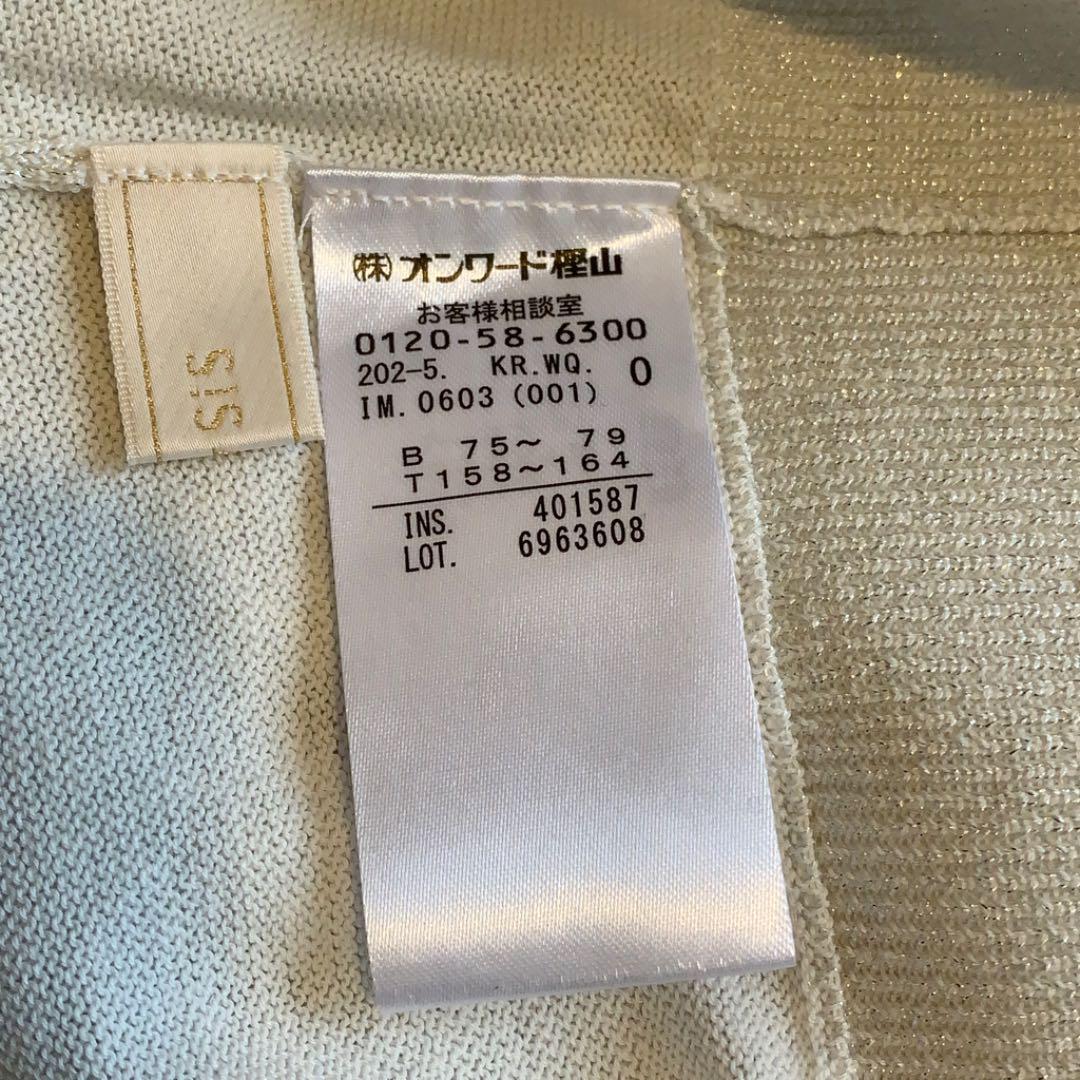 SiS
㈱オンワード樫山
お客様相談室
0120-58-6300
202-5. KR.WQ. 0
IM. 0603 (001)
B 75～ 79
T 158～164
INS. 401587
LOT. 6963608